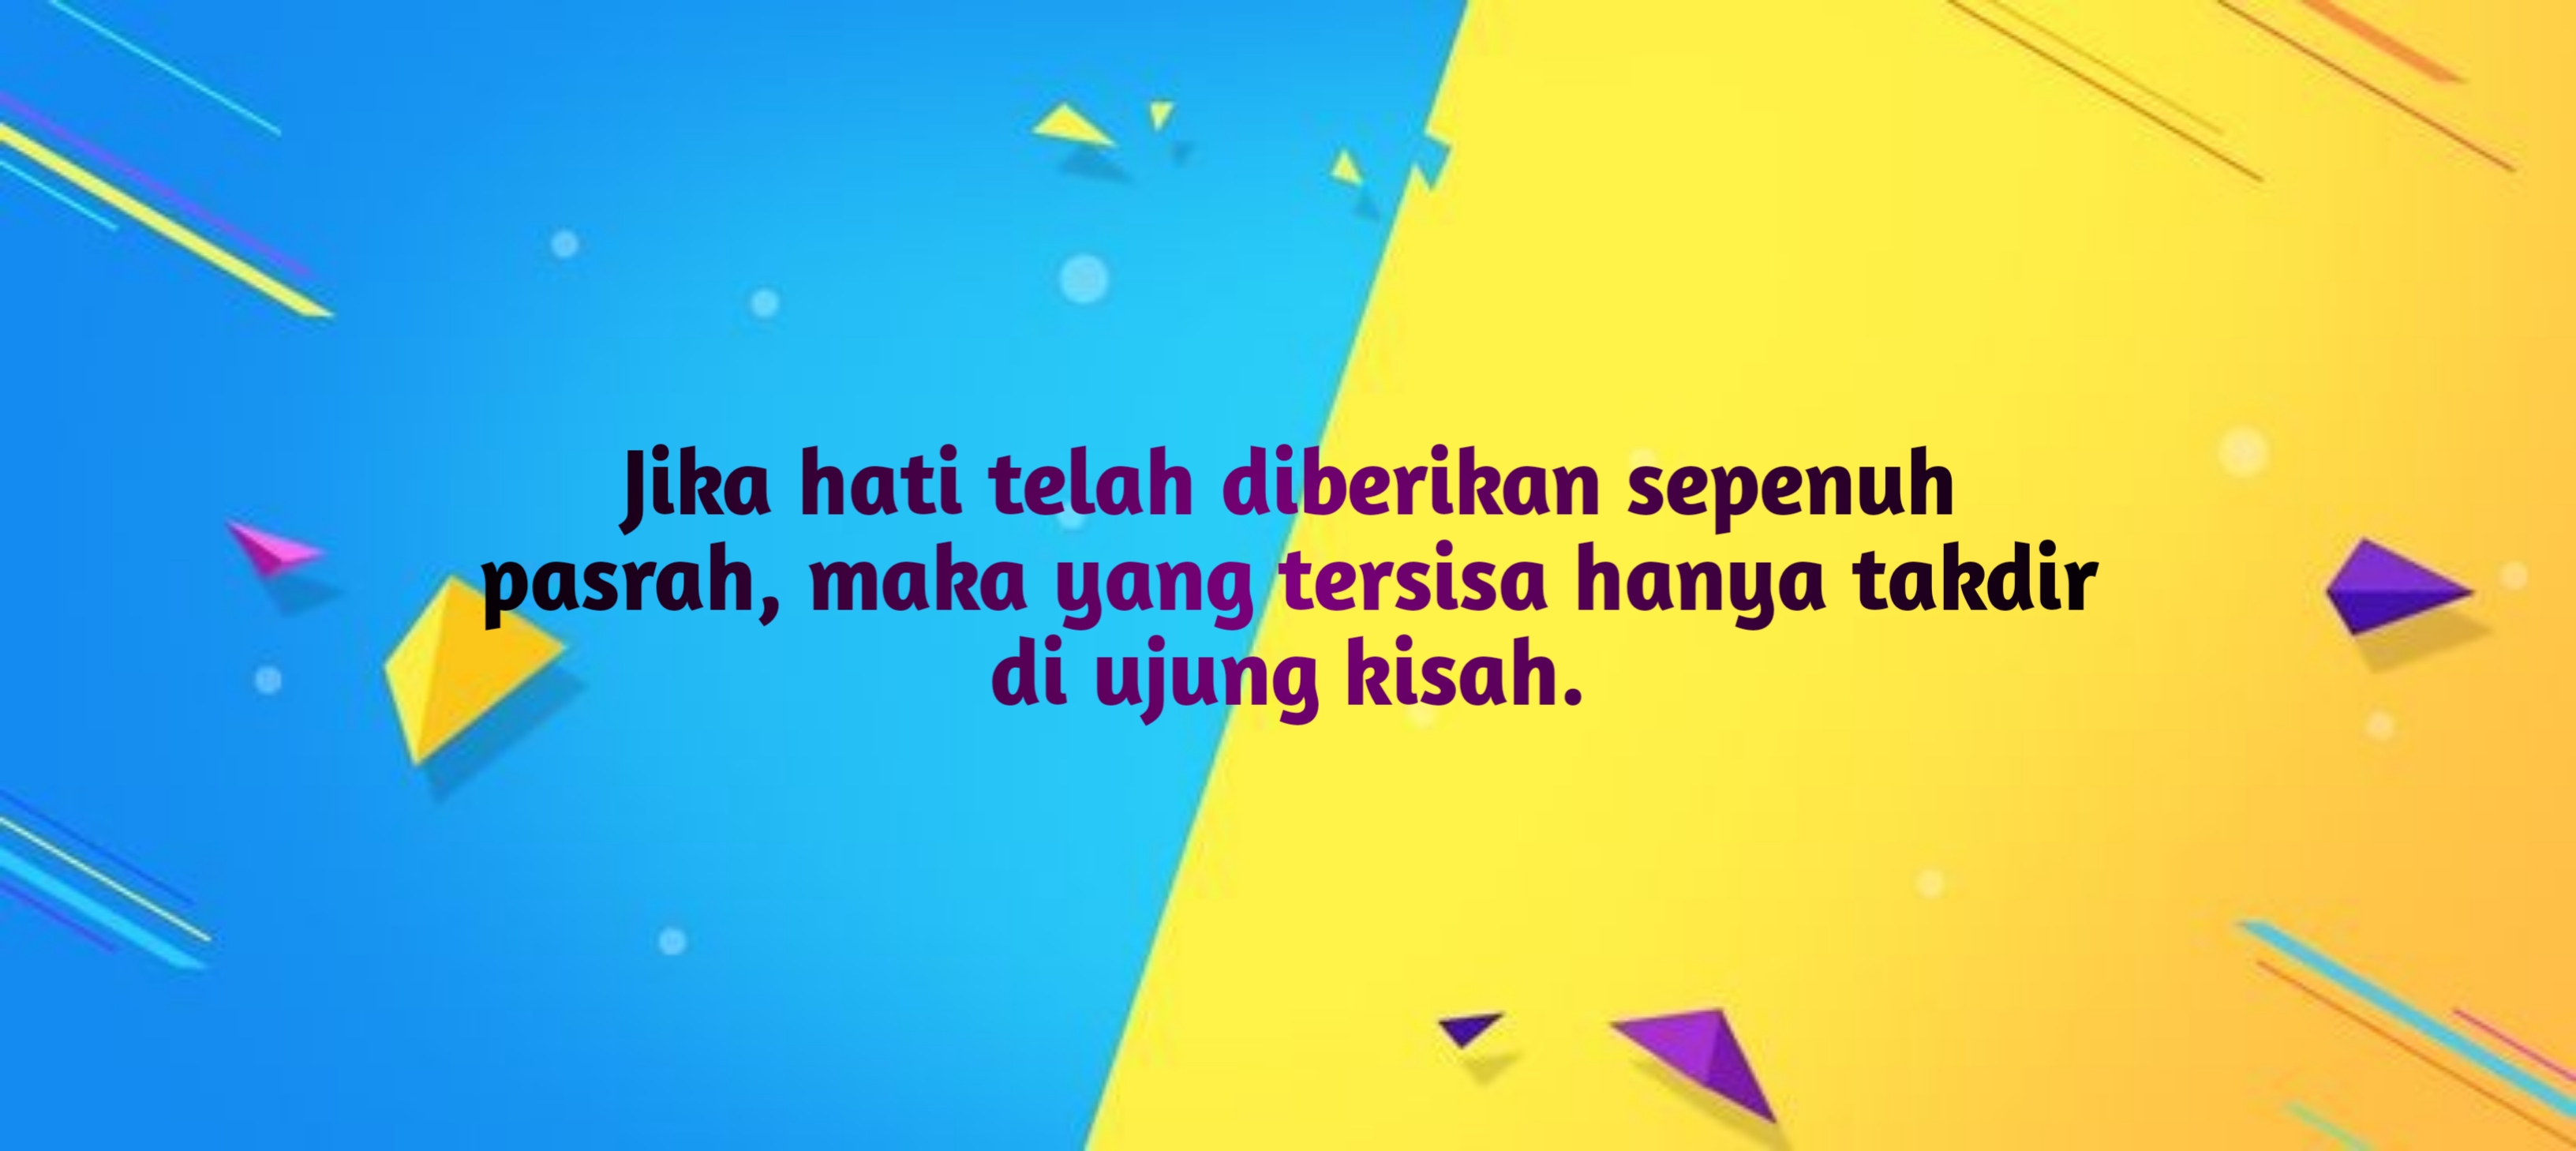 Jika hati telah diberikan sepenuh
pasrah, maka yang tersisa hanya takdir
di ujung kisah.